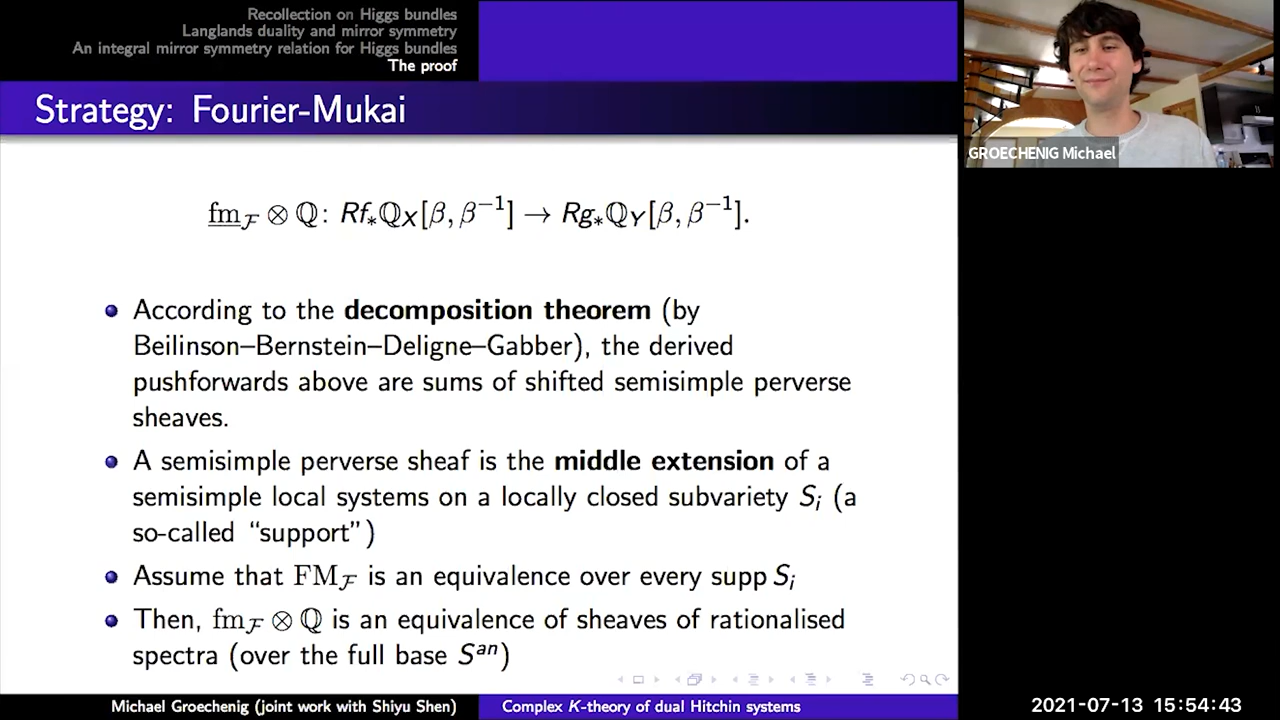 Recollection on Higgs bundles
Langlands duality and mirror symmetry
An integral mirror symmetry relation for Higgs bundles
The proof
Strategy: Fourier-Mukai
fm_ℱ ⊗ ℚ: Rf_*ℚ_X[β, β⁻¹] → Rg_*ℚ_Y[β, β⁻¹].
According to the decomposition theorem (by
Beilinson–Bernstein–Deligne–Gabber), the derived
pushforwards above are sums of shifted semisimple perverse
sheaves.
A semisimple perverse sheaf is the middle extension of a
semisimple local systems on a locally closed subvariety S_i (a
so-called “support”)
Assume that FM_ℱ is an equivalence over every supp S_i
Then, fm_ℱ ⊗ ℚ is an equivalence of sheaves of rationalised
spectra (over the full base S^an)
Michael Groechenig (joint work with Shiyu Shen)
Complex K-theory of dual Hitchin systems
GROECHENIG Michael
2021-07-13 15:54:43